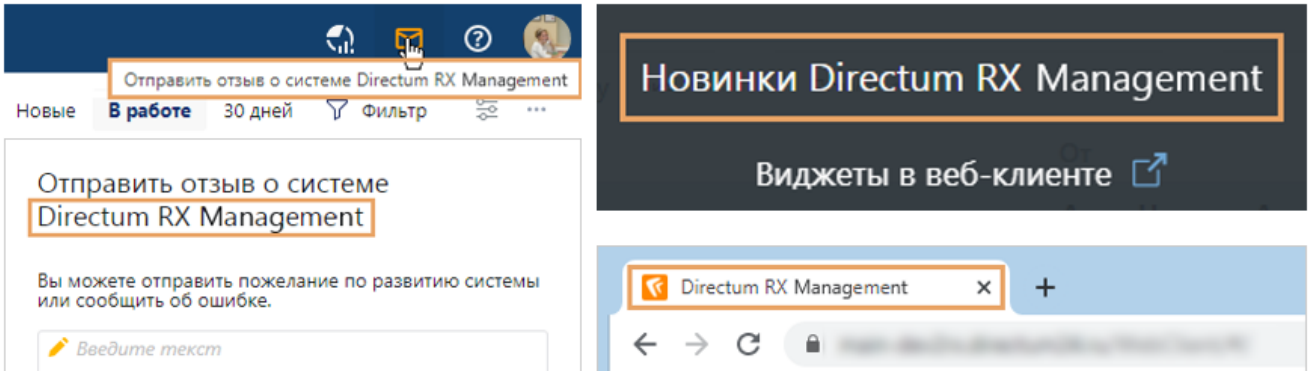 Отправить отзыв о системе Directum RX Management
Новые В работе 30 дней Фильтр
Отправить отзыв о системе
Directum RX Management
Вы можете отправить пожелание по развитию системы
или сообщить об ошибке.
Введите текст
Новинки Directum RX Management
От
Виджеты в веб-клиенте
Directum RX Management